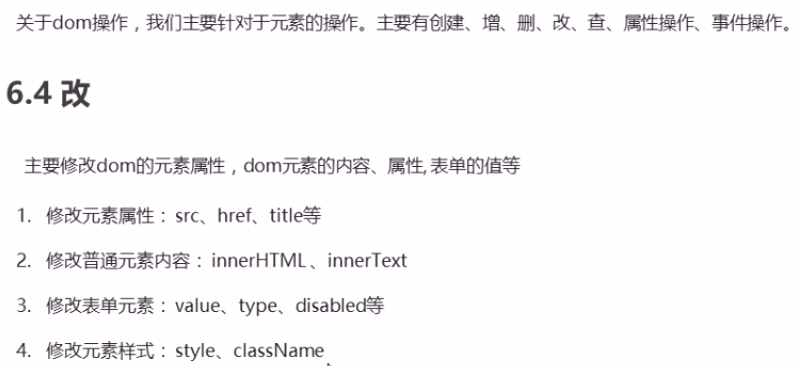 关于dom操作，我们主要针对于元素的操作。主要有创建、增、删、改、查、属性操作、事件操作。
6.4 改
主要修改dom的元素属性，dom元素的内容、属性, 表单的值等
1. 修改元素属性：src、href、title等
2. 修改普通元素内容：innerHTML 、innerText
3. 修改表单元素：value、type、disabled等
4. 修改元素样式：style、className